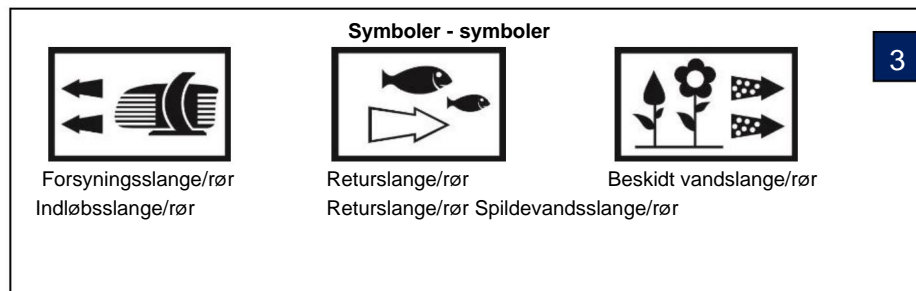 Symboler - symboler
3
Forsyningsslange/rør Returslange/rør Beskidt vandslange/rør
Indløbsslange/rør Returslange/rør Spildevandsslange/rør